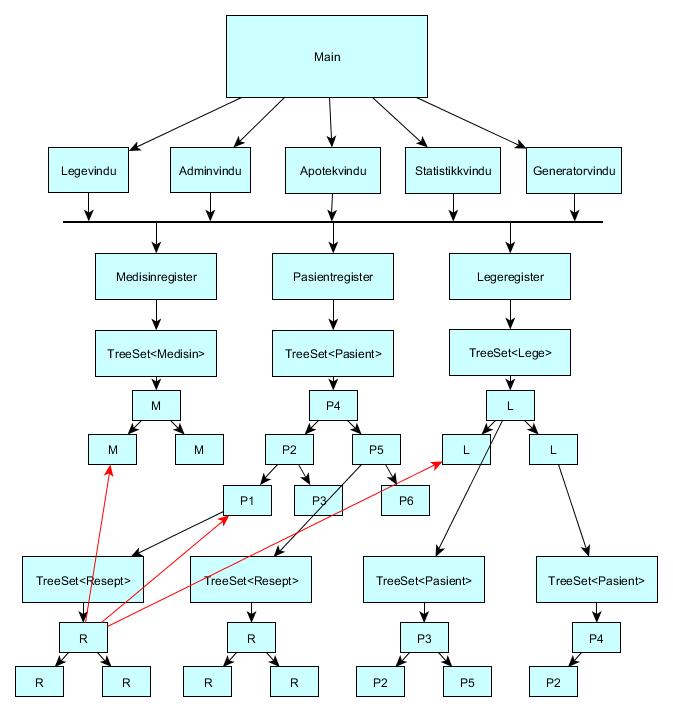 Main
Legevindu
Adminvindu
Apotekvindu
Statistikkvindu
Generatorvindu
Medisinregister
Pasientregister
Legeregister
TreeSet<Medisin>
TreeSet<Pasient>
TreeSet<Lege>
M
P4
L
M
M
P2
P5
L
L
P1
P3
P6
TreeSet<Resept>
TreeSet<Resept>
TreeSet<Pasient>
TreeSet<Pasient>
R
R
P3
P4
R
R
R
R
P2
P5
P2